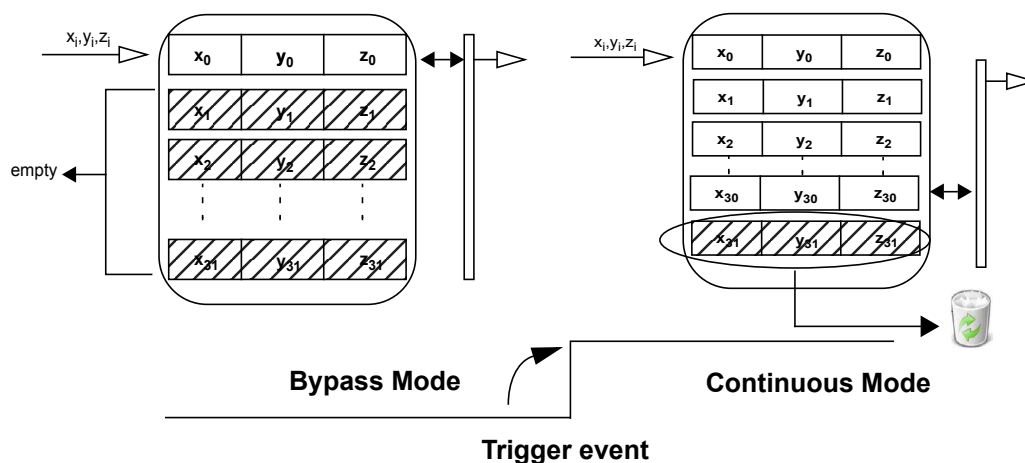 xᵢ,yᵢ,zᵢ
x₀ y₀ z₀
x₁ y₁ z₁
x₂ y₂ z₂
x₃₁ y₃₁ z₃₁
empty
xᵢ,yᵢ,zᵢ
x₀ y₀ z₀
x₁ y₁ z₁
x₂ y₂ z₂
x₃₀ y₃₀ z₃₀
x₃₁ y₃₁ z₃₁
Bypass Mode
Continuous Mode
Trigger event